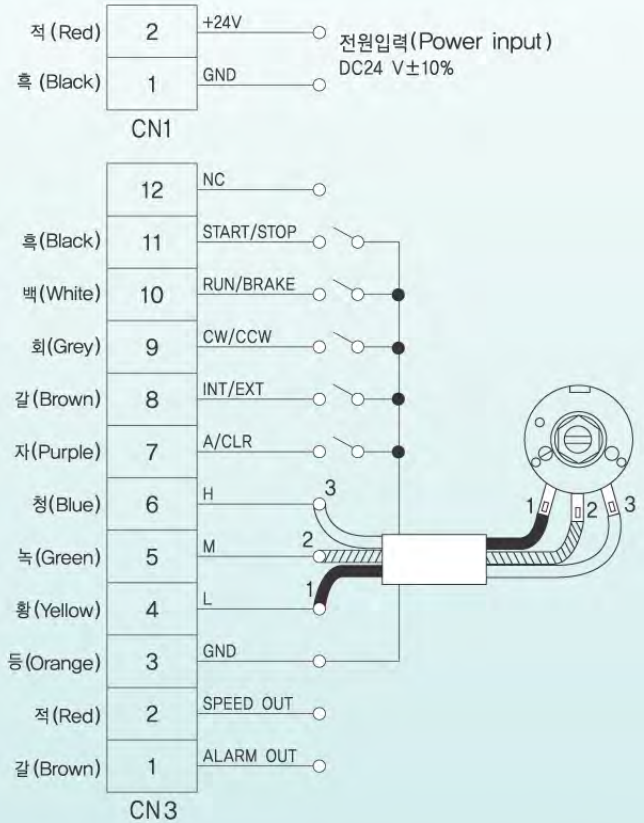 적(Red) 2 +24V 전원입력(Power input)
DC24 V±10%
흑 (Black) 1 GND
CN1
12 NC
흑(Black) 11 START/STOP
백(White) 10 RUN/BRAKE
회(Grey) 9 CW/CCW
갈(Brown) 8 INT/EXT
자(Purple) 7 A/CLR
청(Blue) 6 H 3
1 2 3
녹(Green) 5 M 2
황(Yellow) 4 L 1
등(Orange) 3 GND
적(Red) 2 SPEED OUT
갈(Brown) 1 ALARM OUT
CN3